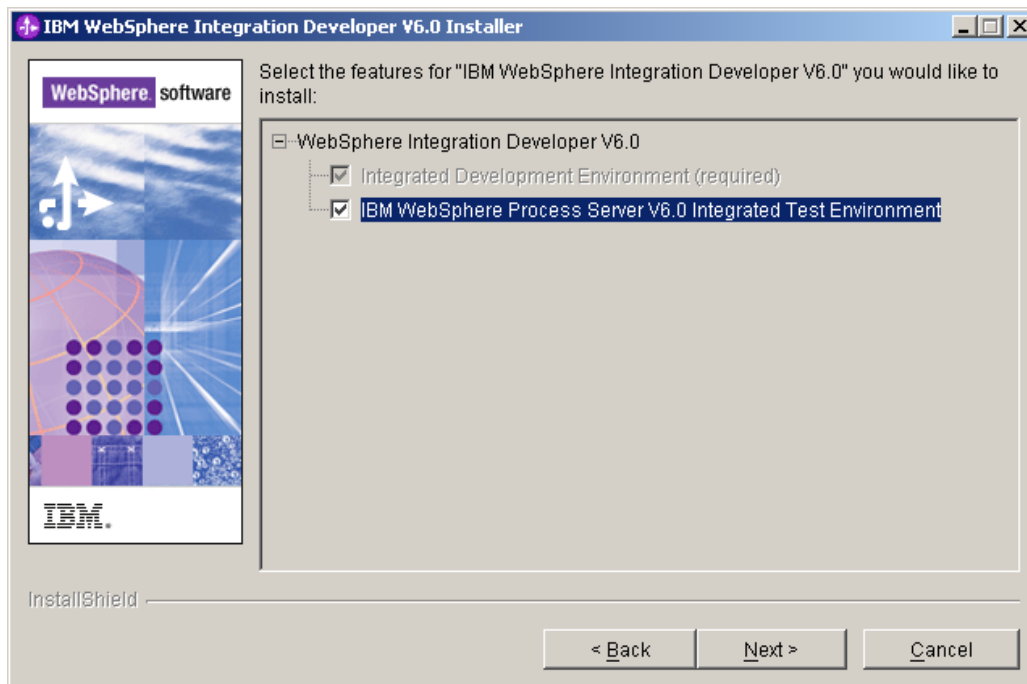 IBM WebSphere Integration Developer V6.0 Installer
WebSphere. software
Select the features for "IBM WebSphere Integration Developer V6.0" you would like to
install:
WebSphere Integration Developer V6.0
Integrated Development Environment (required)
IBM WebSphere Process Server V6.0 Integrated Test Environment
IBM.
InstallShield
< Back
Next >
Cancel